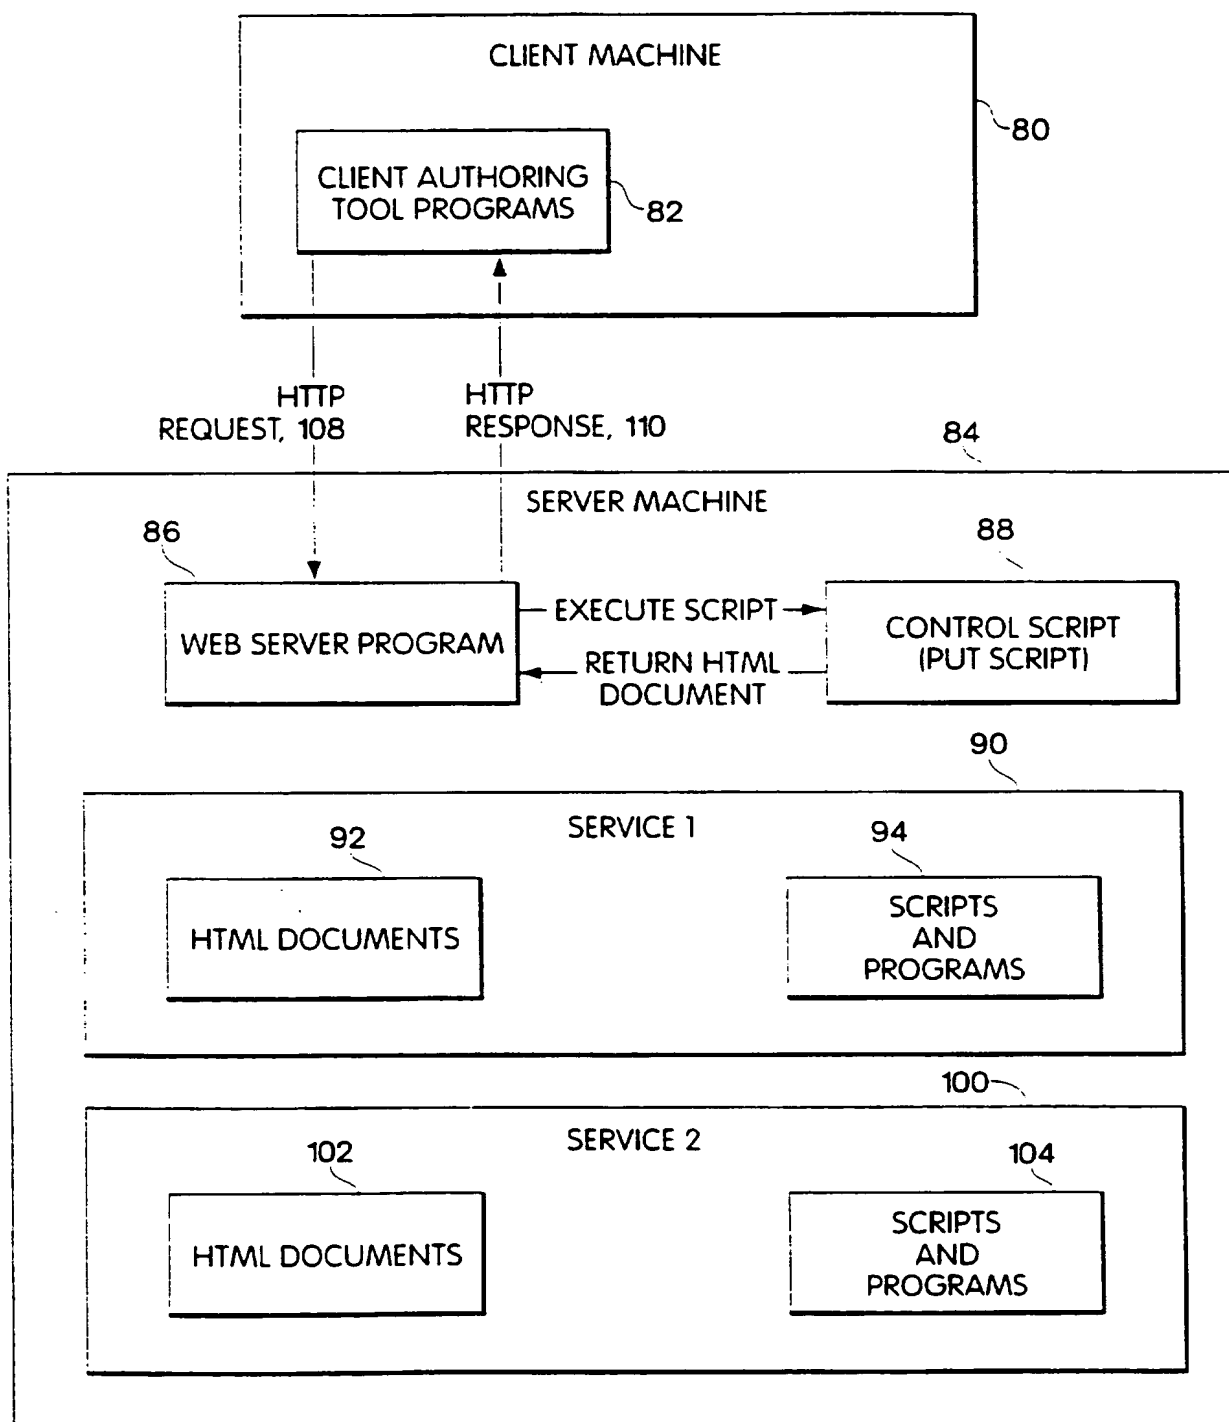 CLIENT MACHINE
80
CLIENT AUTHORING
TOOL PROGRAMS
82
HTTP
REQUEST, 108
HTTP
RESPONSE, 110
84
SERVER MACHINE
86
88
WEB SERVER PROGRAM
EXECUTE SCRIPT
RETURN HTML
DOCUMENT
CONTROL SCRIPT
(PUT SCRIPT)
90
SERVICE 1
92
94
HTML DOCUMENTS
SCRIPTS
AND
PROGRAMS
100
SERVICE 2
102
104
HTML DOCUMENTS
SCRIPTS
AND
PROGRAMS